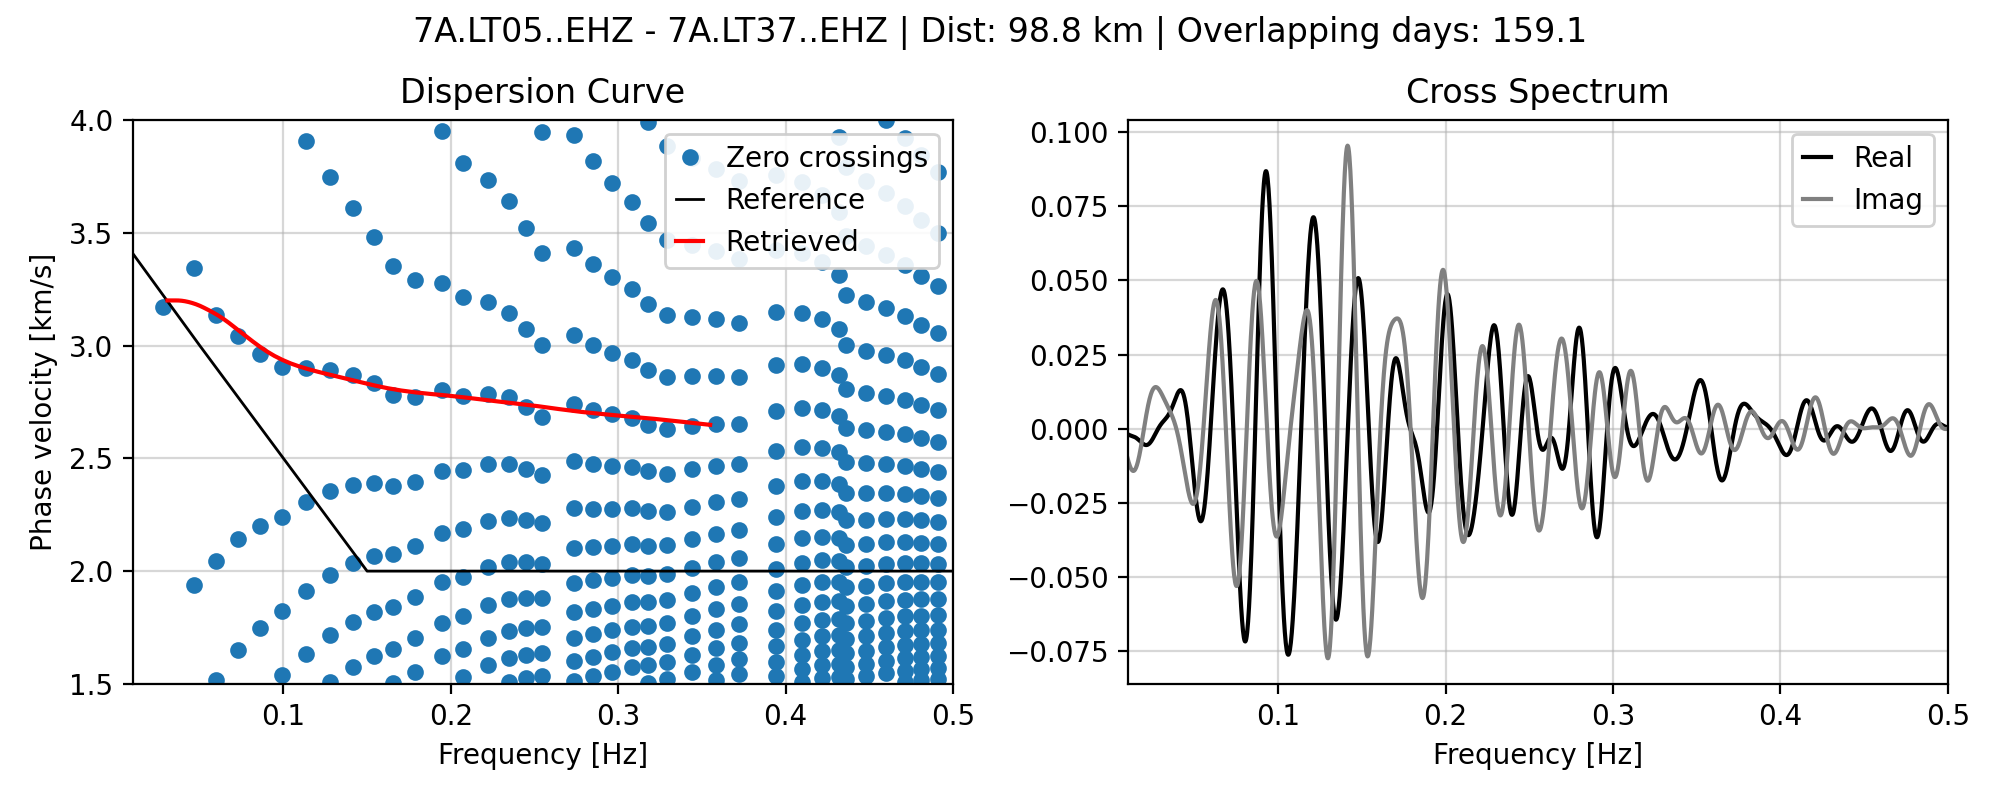 7A.LT05..EHZ - 7A.LT37..EHZ | Dist: 98.8 km | Overlapping days: 159.1
Dispersion Curve
4.0
3.5
3.0
2.5
2.0
1.5
Phase velocity [km/s]
Zero crossings
Reference
Retrieved
0.1
0.2
0.3
0.4
0.5
Frequency [Hz]
Cross Spectrum
0.100
0.075
0.050
0.025
0.000
−0.025
−0.050
−0.075
Real
Imag
0.1
0.2
0.3
0.4
0.5
Frequency [Hz]